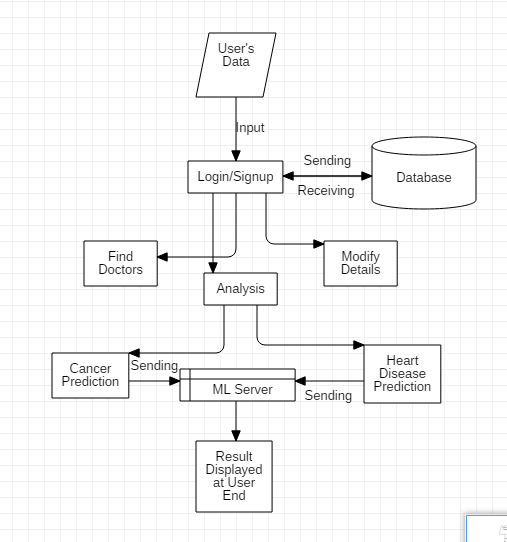 User's
Data
Input
Sending
Login/Signup
Database
Receiving
Find
Doctors
Modify
Details
Analysis
Cancer
Prediction
Sending
ML Server
Heart
Disease
Prediction
Sending
Result
Displayed
at User
End